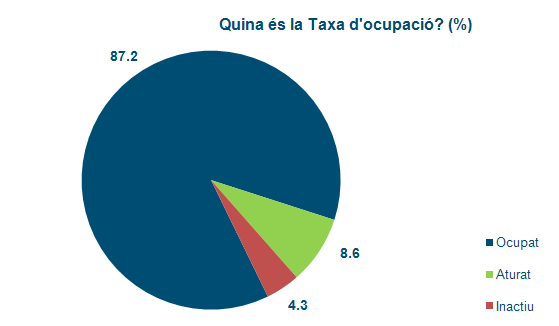 Quina és la Taxa d'ocupació? (%)
87.2
8.6
4.3
Ocupat
Aturat
Inactiu